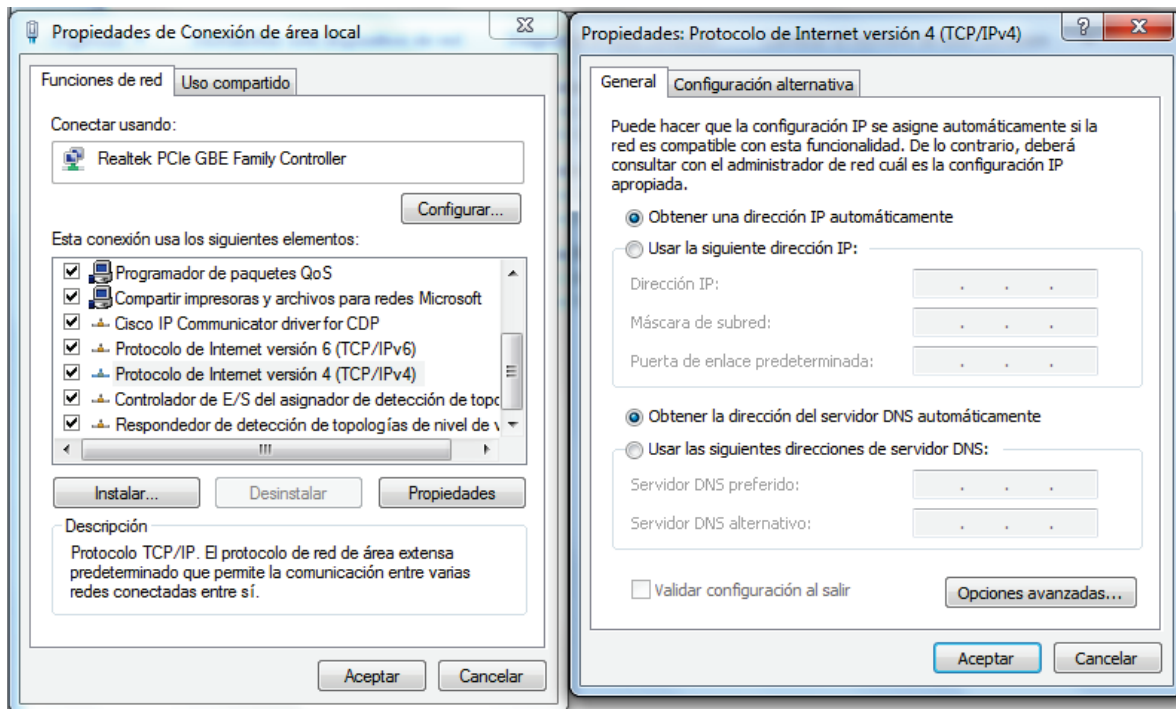 Propiedades de Conexión de área local
Funciones de red
Uso compartido
Conectar usando:
Realtek PCIe GBE Family Controller
Configurar...
Esta conexión usa los siguientes elementos:
Programador de paquetes QoS
Compartir impresoras y archivos para redes Microsoft
Cisco IP Communicator driver for CDP
Protocolo de Internet versión 6 (TCP/IPv6)
Protocolo de Internet versión 4 (TCP/IPv4)
Controlador de E/S del asignador de detección de topo
Respondedor de detección de topologías de nivel de v
Instalar...
Desinstalar
Propiedades
Descripción
Protocolo TCP/IP. El protocolo de red de área extensa
predeterminado que permite la comunicación entre varias
redes conectadas entre sí.
Aceptar
Cancelar
Propiedades: Protocolo de Internet versión 4 (TCP/IPv4)
General
Configuración alternativa
Puede hacer que la configuración IP se asigne automáticamente si la
red es compatible con esta funcionalidad. De lo contrario, deberá
consultar con el administrador de red cuál es la configuración IP
apropiada.
Obtener una dirección IP automáticamente
Usar la siguiente dirección IP:
Dirección IP:
Máscara de subred:
Puerta de enlace predeterminada:
Obtener la dirección del servidor DNS automáticamente
Usar las siguientes direcciones de servidor DNS:
Servidor DNS preferido:
Servidor DNS alternativo:
Validar configuración al salir
Opciones avanzadas...
Aceptar
Cancelar